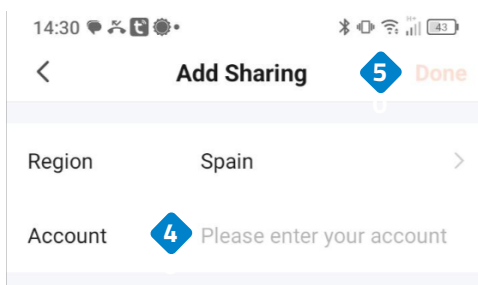 14:30
43
Add Sharing 5 Done
Region Spain
Account 4 Please enter your account